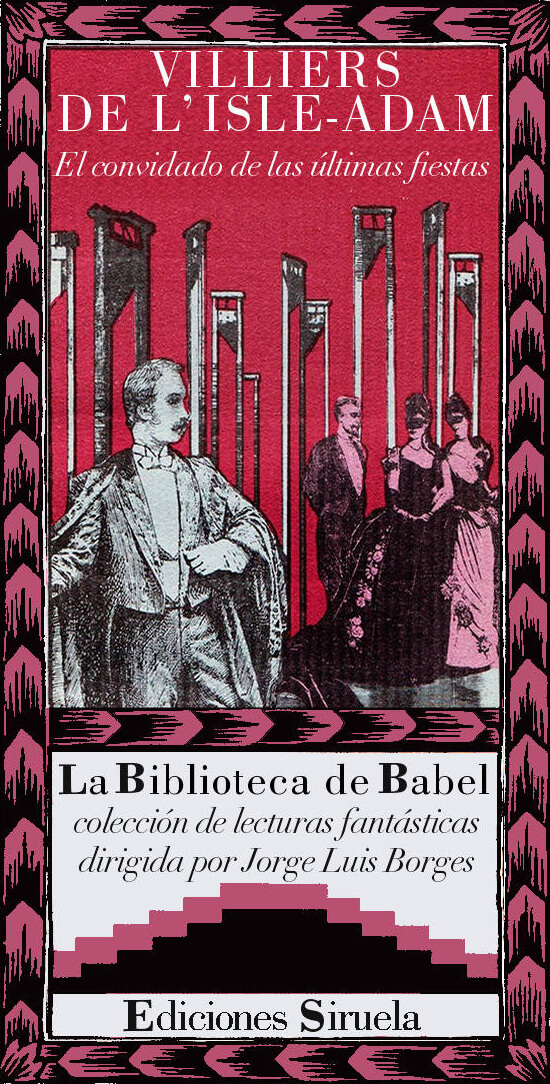 VILLIERS
DE L'ISLE-ADAM
El convidado de las últimas fiestas
La Biblioteca de Babel
colección de lecturas fantásticas
dirigida por Jorge Luis Borges
Ediciones Siruela